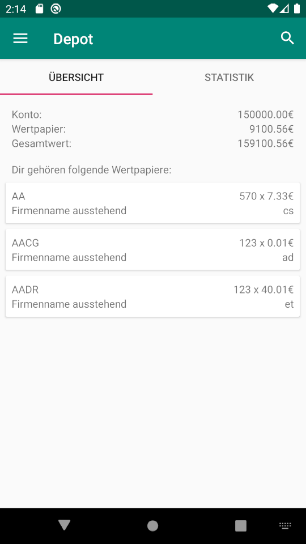 2:14
Depot
ÜBERSICHT
STATISTIK
Konto: 150000.00€
Wertpapier: 9100.56€
Gesamtwert: 159100.56€
Dir gehören folgende Wertpapiere:
AA 570 x 7.33€
Firmenname ausstehend cs
AACG 123 x 0.01€
Firmenname ausstehend ad
AADR 123 x 40.01€
Firmenname ausstehend et